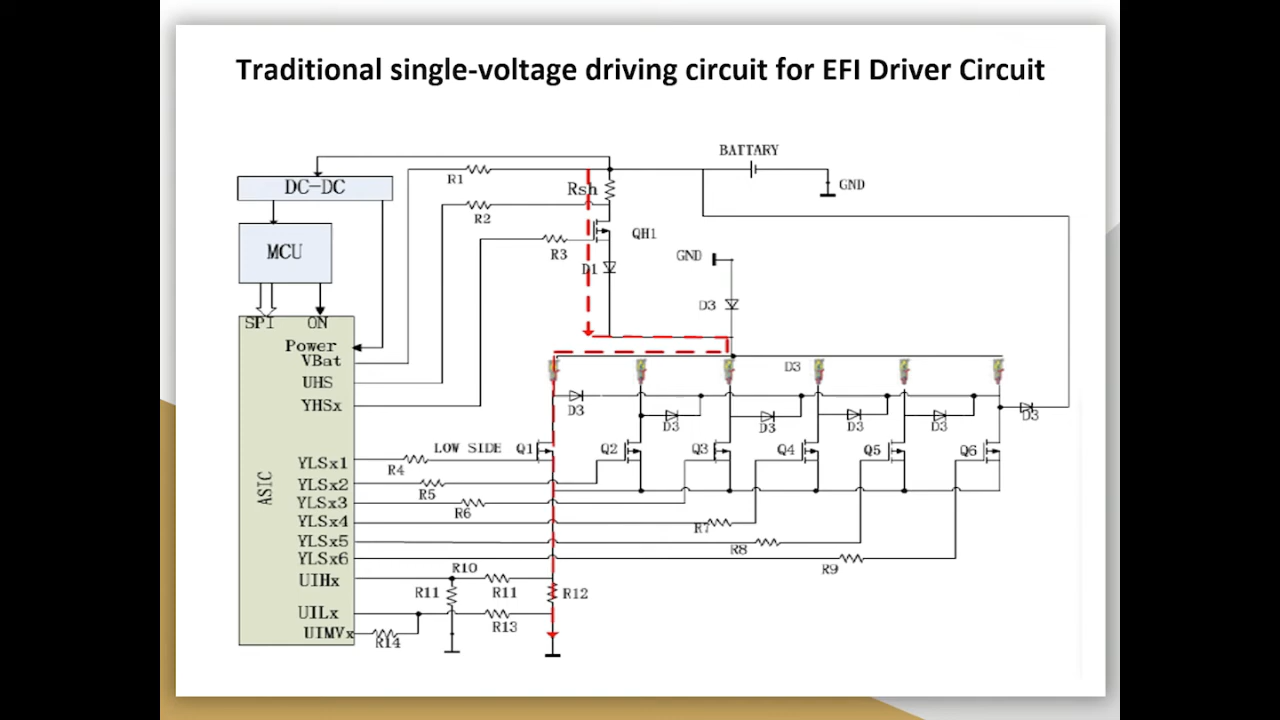 Traditional single-voltage driving circuit for EFI Driver Circuit
BATTARY
GND
DC-DC
R1
Rsh
R2
MCU
QH1
R3
GND
D1
D3
SPI
ON
Power
VBat
UHS
YHSx
D3
D3
D3
D3
D3
D3
D3
LOW SIDE
Q1
Q2
Q3
Q4
Q5
Q6
ASIC
YLSx1
R4
YLSx2
R5
YLSx3
R6
YLSx4
R7
YLSx5
R8
YLSx6
R9
R10
UIHx
R11
R11
R12
UILx
R13
UIMVx
R14